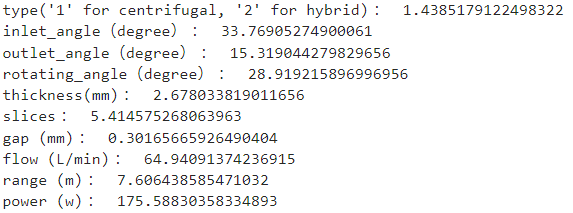 type('1' for centrifugal, '2' for hybrid)： 1.4385179122498322
inlet_angle（degree）： 33.76905274900061
outlet_angle（degree）： 15.319044279829656
rotating_angle（degree）： 28.919215896996956
thickness(mm)： 2.678033819011656
slices： 5.414575268063963
gap（mm）： 0.30165665926490404
flow（L/min）： 64.94091374236915
range（m）： 7.606438585471032
power（w）： 175.58830358334893